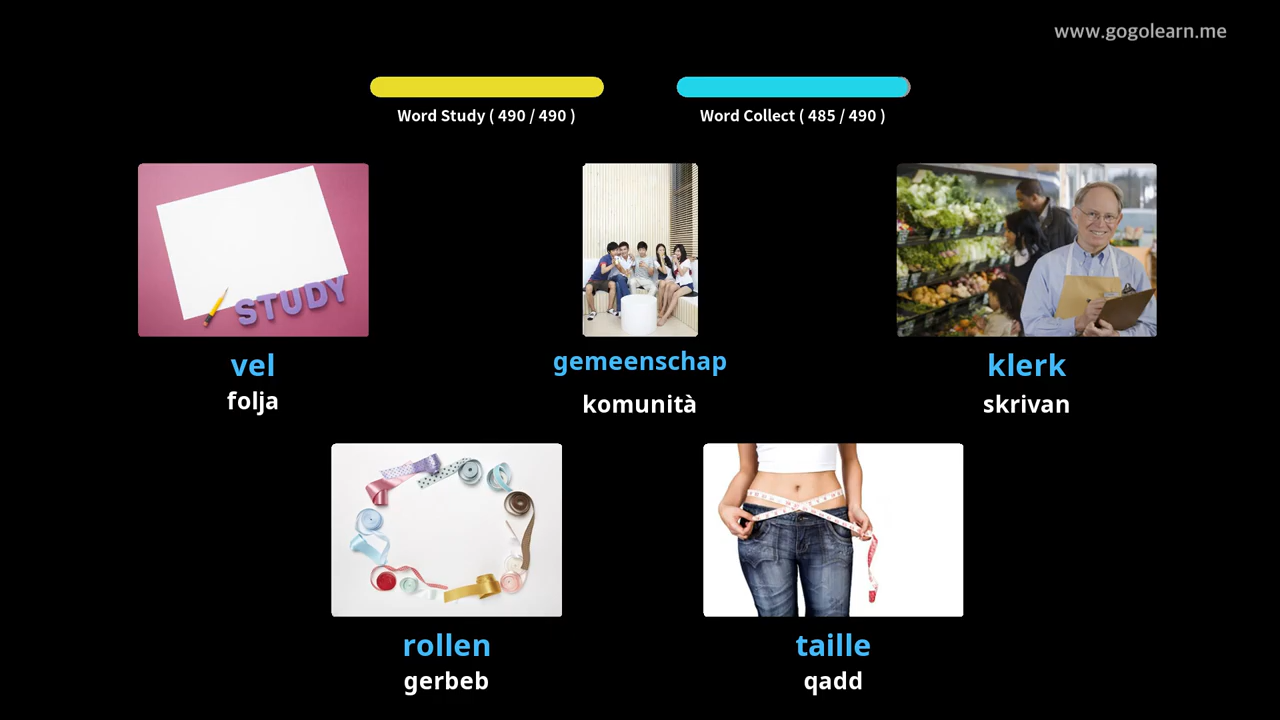 www.gogolearn.me
Word Study ( 490 / 490 )
Word Collect ( 485 / 490 )
STUDY
vel
folja
gemeenschap
komunità
klerk
skrivan
rollen
gerbeb
taille
qadd